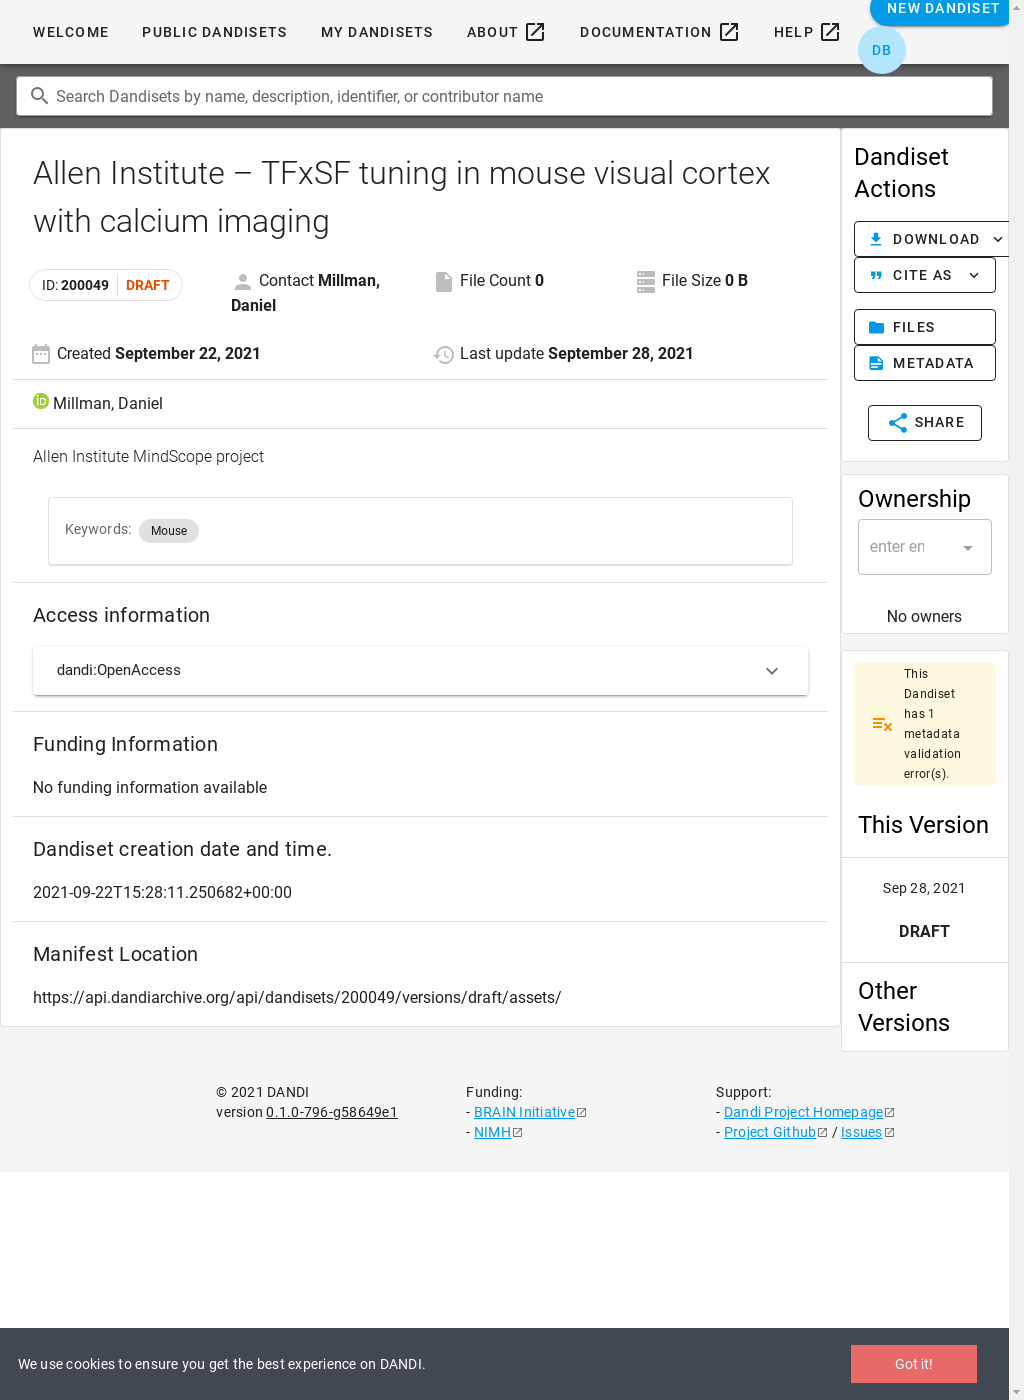 WELCOME
PUBLIC DANDISETS
MY DANDISETS
ABOUT
DOCUMENTATION
HELP
NEW DANDISET
DB
Search Dandisets by name, description, identifier, or contributor name
Allen Institute – TFxSF tuning in mouse visual cortex
with calcium imaging
ID: 200049 DRAFT
Contact Millman,
Daniel
File Count 0
File Size 0 B
Created September 22, 2021
Last update September 28, 2021
iD Millman, Daniel
Allen Institute MindScope project
Keywords: Mouse
Access information
dandi:OpenAccess
Funding Information
No funding information available
Dandiset creation date and time.
2021-09-22T15:28:11.250682+00:00
Manifest Location
https://api.dandiarchive.org/api/dandisets/200049/versions/draft/assets/
Dandiset
Actions
DOWNLOAD
CITE AS
FILES
METADATA
SHARE
Ownership
enter en
No owners
This
Dandiset
has 1
metadata
validation
error(s).
This Version
Sep 28, 2021
DRAFT
Other
Versions
© 2021 DANDI
version 0.1.0-796-g58649e1
Funding:
- BRAIN Initiative
- NIMH
Support:
- Dandi Project Homepage
- Project Github / Issues
We use cookies to ensure you get the best experience on DANDI.
Got it!